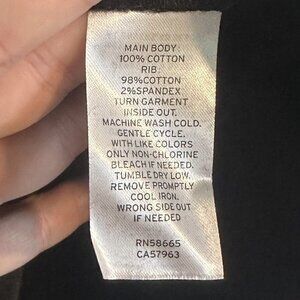 MAIN BODY:
100% COTTON
RIB
98%COTTON
2%SPANDEX
TURN GARMENT
INSIDE OUT.
MACHINE WASH COLD.
GENTLE CYCLE.
WITH LIKE COLORS
ONLY NON-CHLORINE
BLEACH IF NEEDED.
TUMBLE DRY LOW.
REMOVE PROMPTLY
COOL IRON.
WRONG SIDE OUT
IF NEEDED
RN58665
CA57963